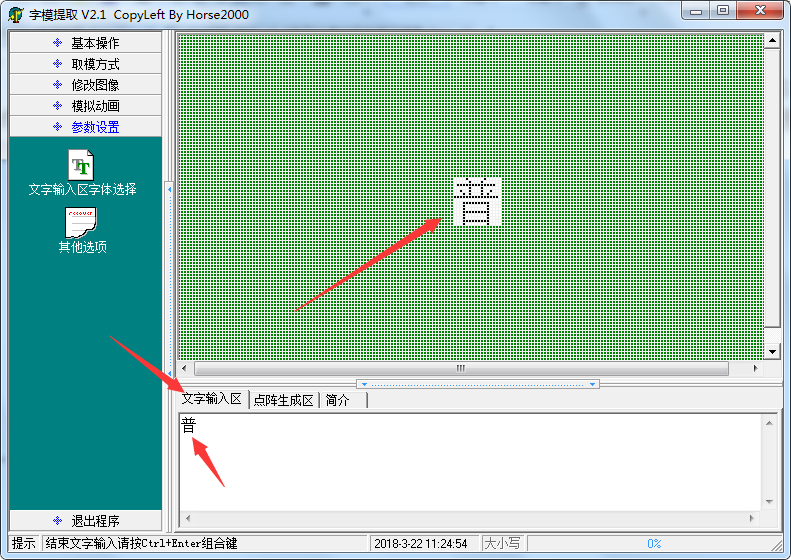 字模提取 V2.1 CopyLeft By Horse2000
基本操作
取模方式
修改图像
模拟动画
参数设置
文字输入区字体选择
其他选项
退出程序
普
文字输入区
点阵生成区
简介
普
提示
结束文字输入请按Ctrl+Enter组合键
2018-3-22 11:24:54
大小写
0%